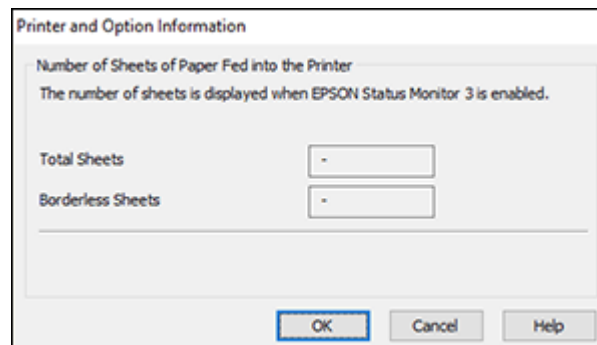 Printer and Option Information
Number of Sheets of Paper Fed into the Printer
The number of sheets is displayed when EPSON Status Monitor 3 is enabled.
Total Sheets -
Borderless Sheets -
OK Cancel Help